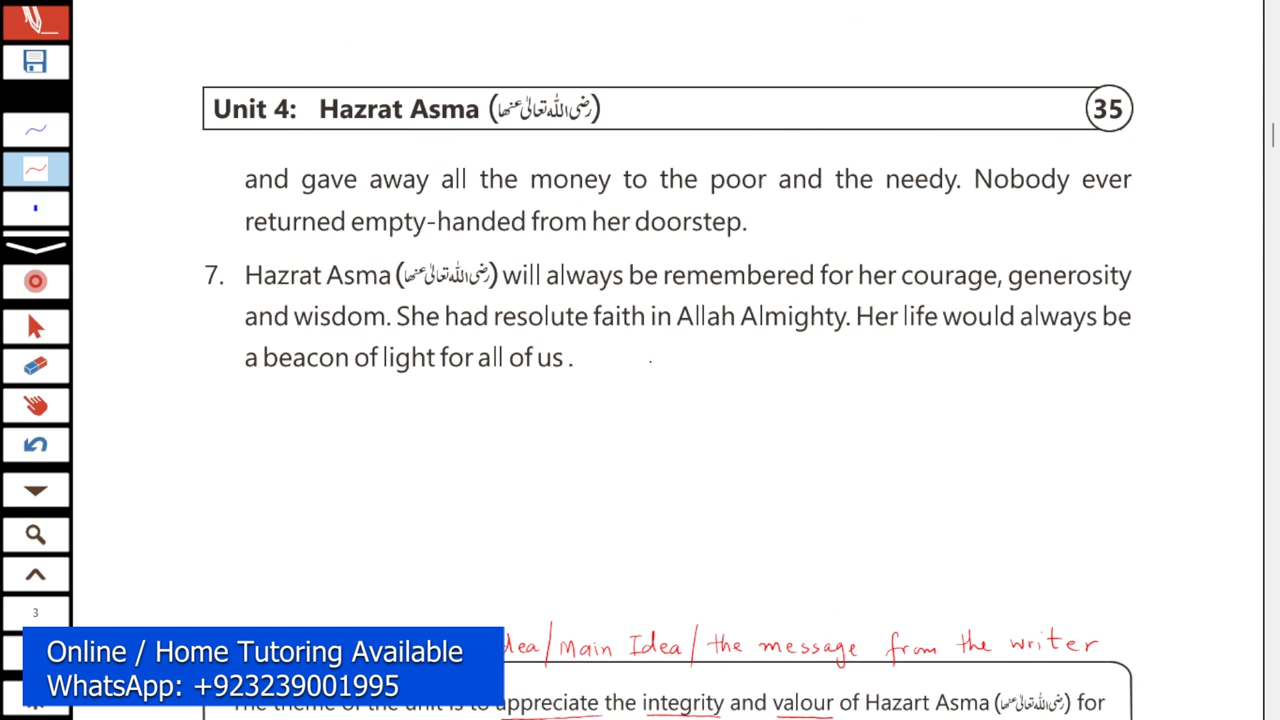 Unit 4: Hazrat Asma (رضی اللہ تعالیٰ عنھا) 35
and gave away all the money to the poor and the needy. Nobody ever
returned empty-handed from her doorstep.
7. Hazrat Asma (رضی اللہ تعالیٰ عنھا) will always be remembered for her courage, generosity
and wisdom. She had resolute faith in Allah Almighty. Her life would always be
a beacon of light for all of us .
3
/Main Idea/the message from the writer
Online / Home Tutoring Available
WhatsApp: +923239001995
appreciate the integrity and valour of Hazart Asma (رضی اللہ تعالیٰ عنھا) for